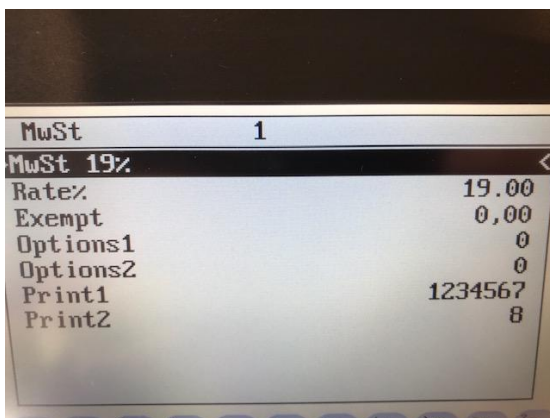 MwSt 1
MwSt 19% <
Rate% 19.00
Exempt 0,00
Options1 0
Options2 0
Print1 1234567
Print2 8